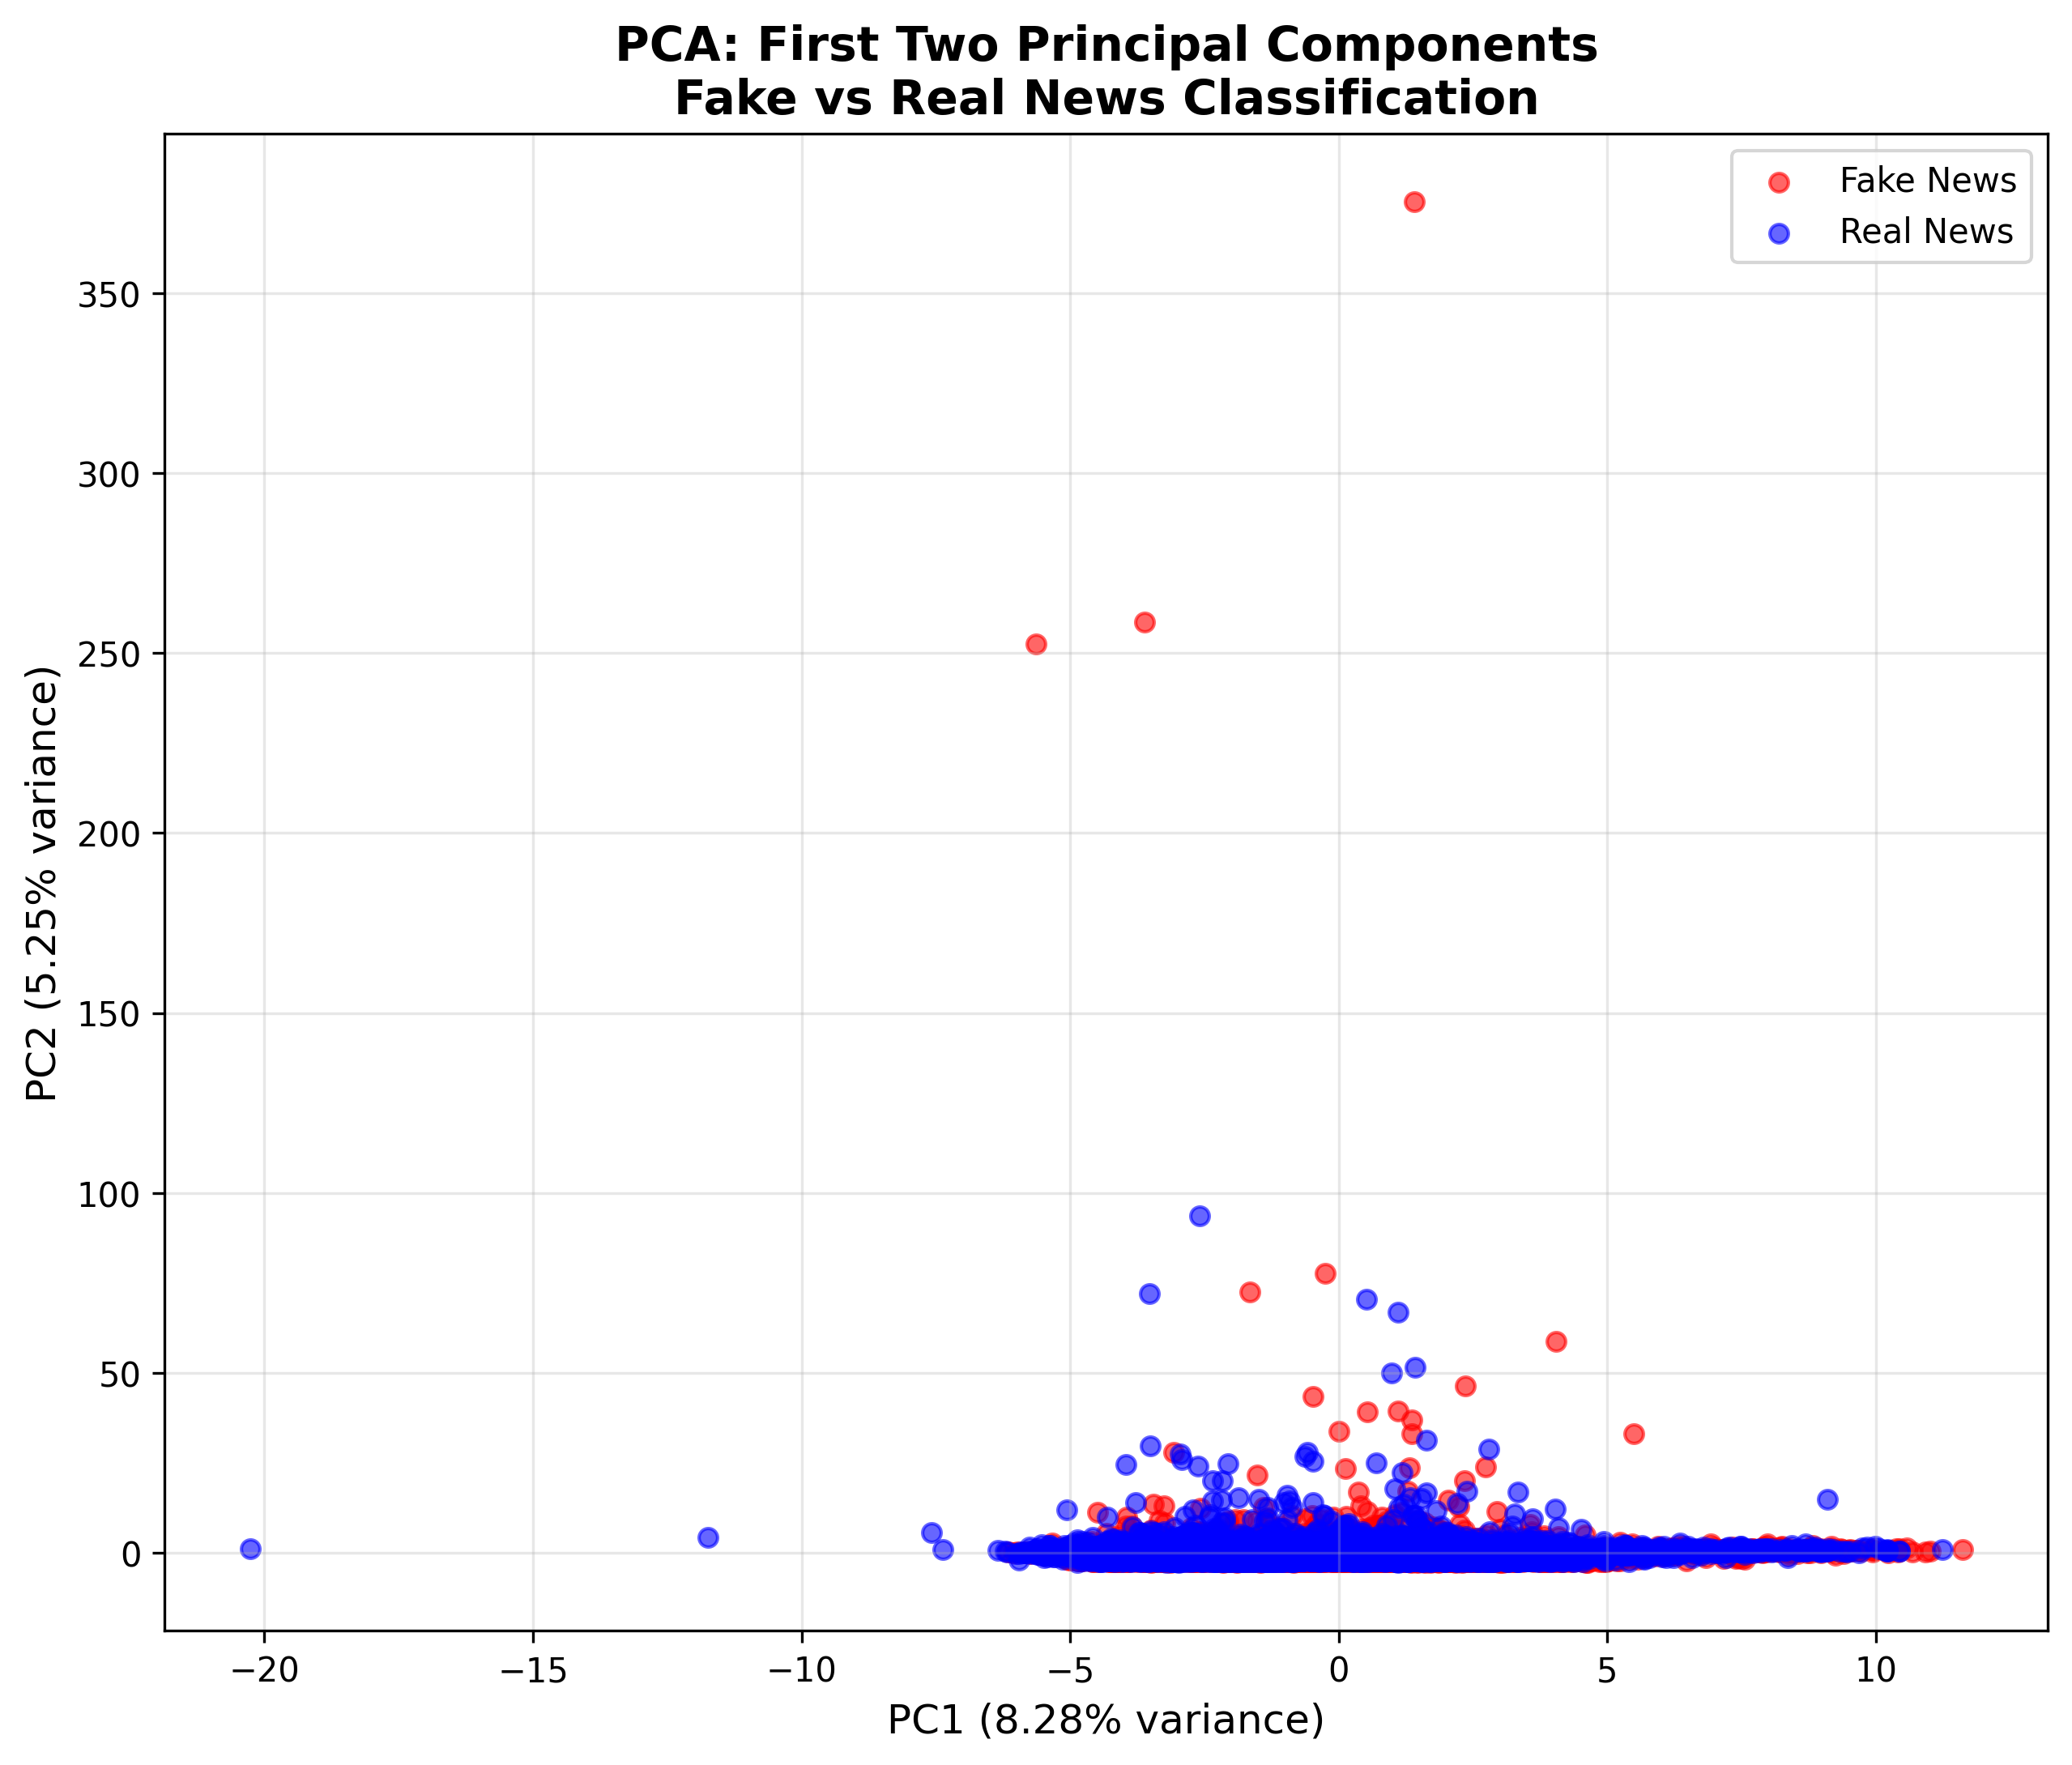 PCA: First Two Principal Components
Fake vs Real News Classification
Fake News
Real News
PC2 (5.25% variance)
350
300
250
200
150
100
50
0
−20
−15
−10
−5
0
5
10
PC1 (8.28% variance)